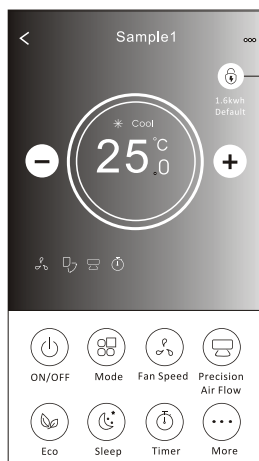 Sample1
1.6kwh
Default
Cool
25.0°C
ON/OFF
Mode
Fan Speed
Precision
Air Flow
Eco
Sleep
Timer
More